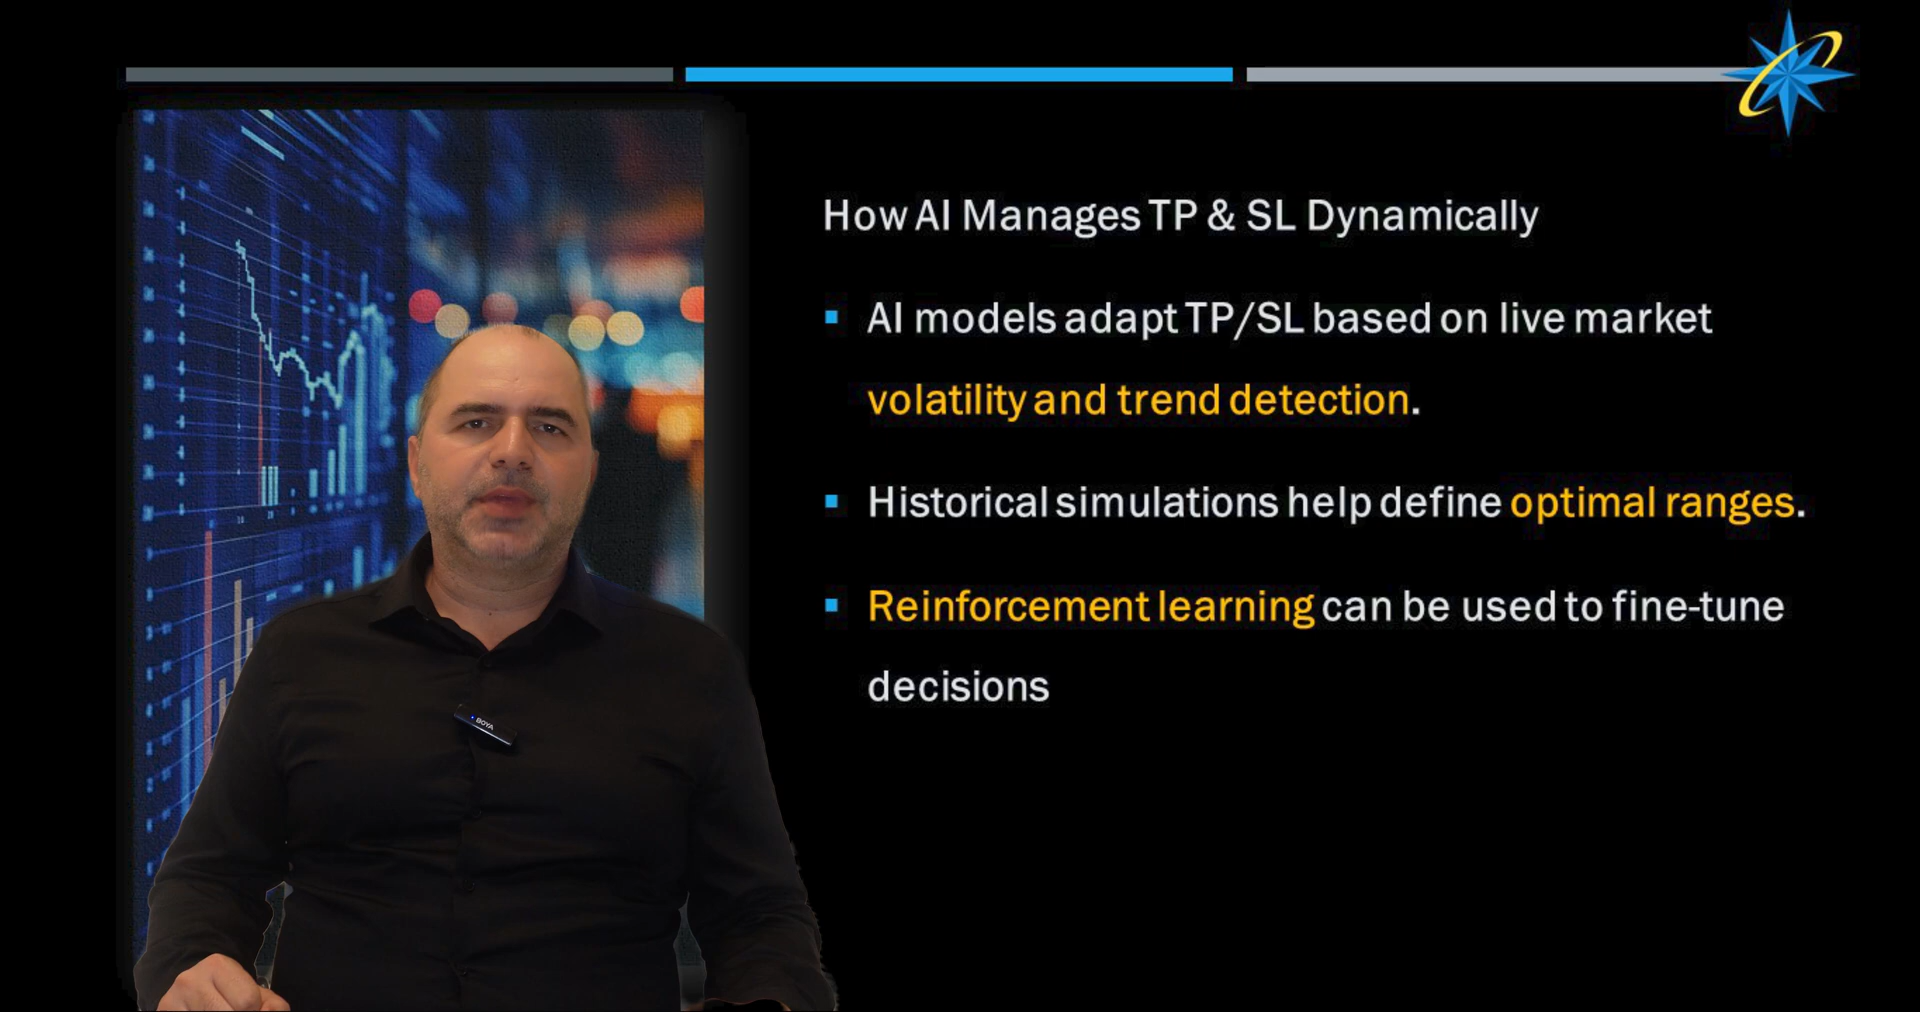 How AI Manages TP & SL Dynamically
AI models adapt TP/SL based on live market
volatility and trend detection.
Historical simulations help define optimal ranges.
Reinforcement learning can be used to fine-tune
decisions
BOYA